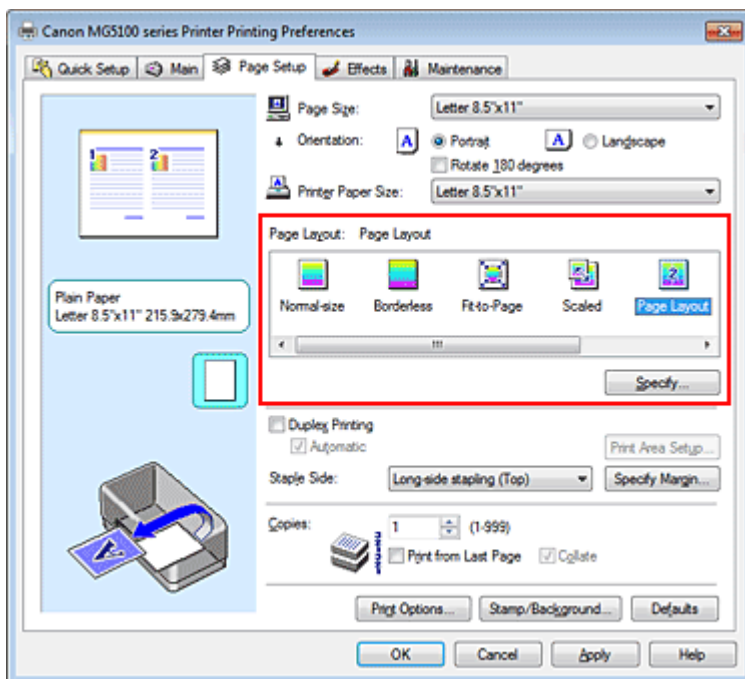 Canon MG5100 series Printer Printing Preferences
Quick Setup Main Page Setup Effects Maintenance
Page Size: Letter 8.5"x11"
Orientation: A Portrait A Landscape
Rotate 180 degrees
Printer Paper Size: Letter 8.5"x11"
1 2
Page Layout: Page Layout
2
Normal-size Borderless Fit-to-Page Scaled Page Layout
Plain Paper
Letter 8.5"x11" 215.9x279.4mm
Specify...
Duplex Printing
Automatic Print Area Setup...
Staple Side: Long-side stapling (Top) Specify Margin...
Copies: 1 (1-999)
Print from Last Page Collate
A
Print Options... Stamp/Background... Defaults
OK Cancel Apply Help